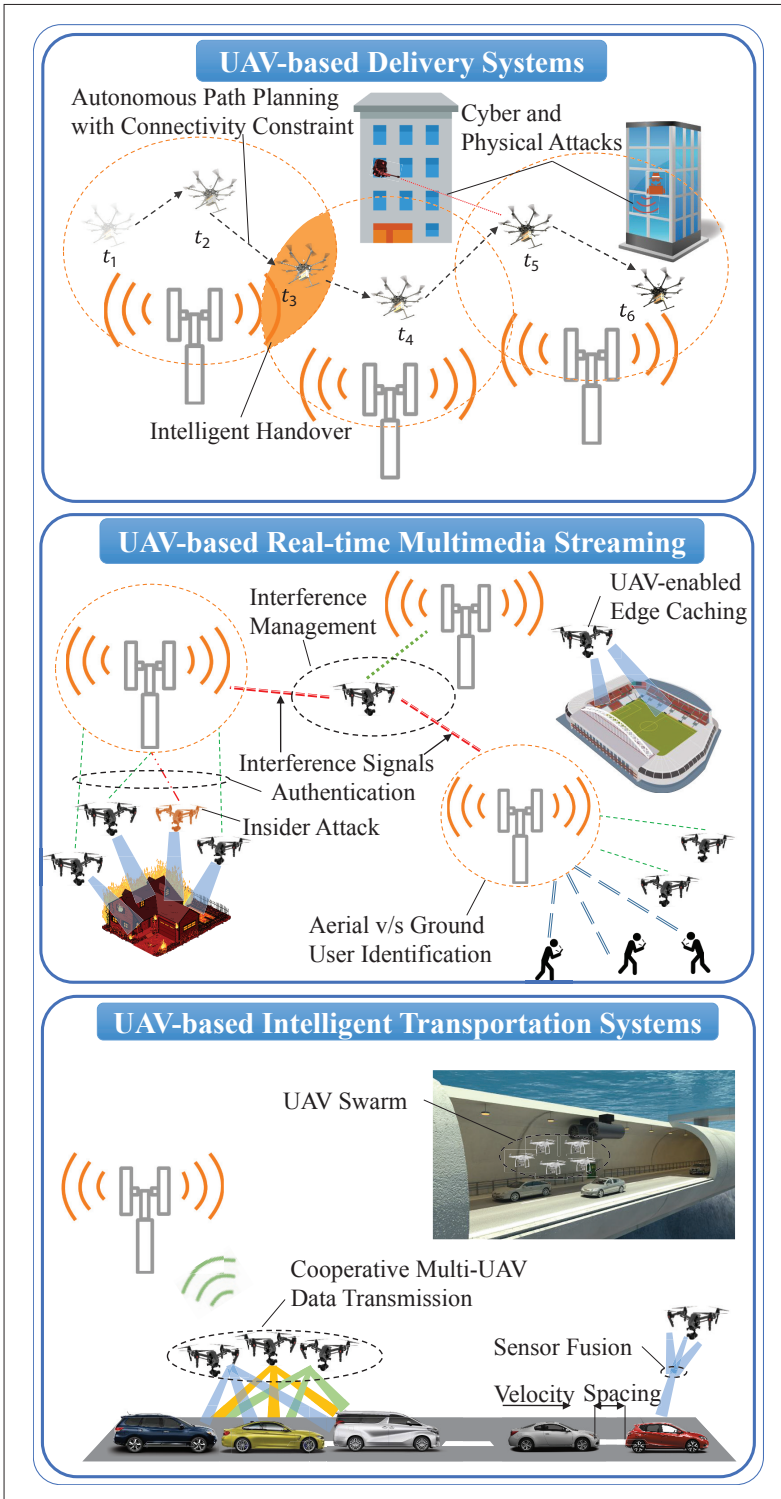 UAV-based Delivery Systems
Autonomous Path Planning
with Connectivity Constraint
Cyber and
Physical Attacks
t1
t2
t3
t4
t5
t6
Intelligent Handover
UAV-based Real-time Multimedia Streaming
Interference
Management
UAV-enabled
Edge Caching
Interference Signals
Authentication
Insider Attack
Aerial v/s Ground
User Identification
UAV-based Intelligent Transportation Systems
UAV Swarm
Cooperative Multi-UAV
Data Transmission
Sensor Fusion
Velocity
Spacing